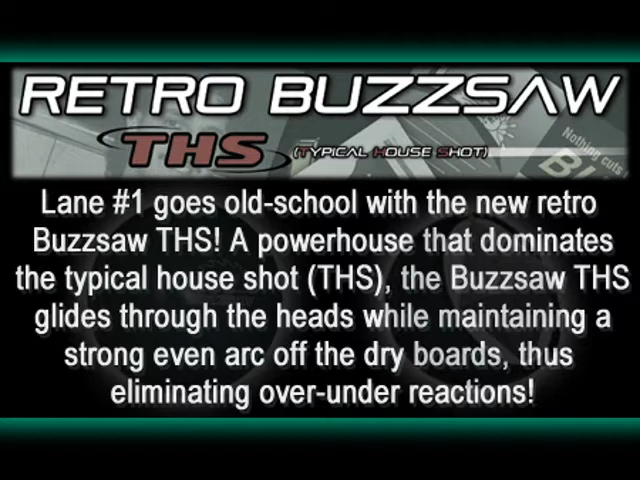 RETRO BUZZSAW
THS (TYPICAL HOUSE SHOT)
Nothing cuts
Lane #1 goes old-school with the new retro
Buzzsaw THS! A powerhouse that dominates
the typical house shot (THS), the Buzzsaw THS
glides through the heads while maintaining a
strong even arc off the dry boards, thus
eliminating over-under reactions!